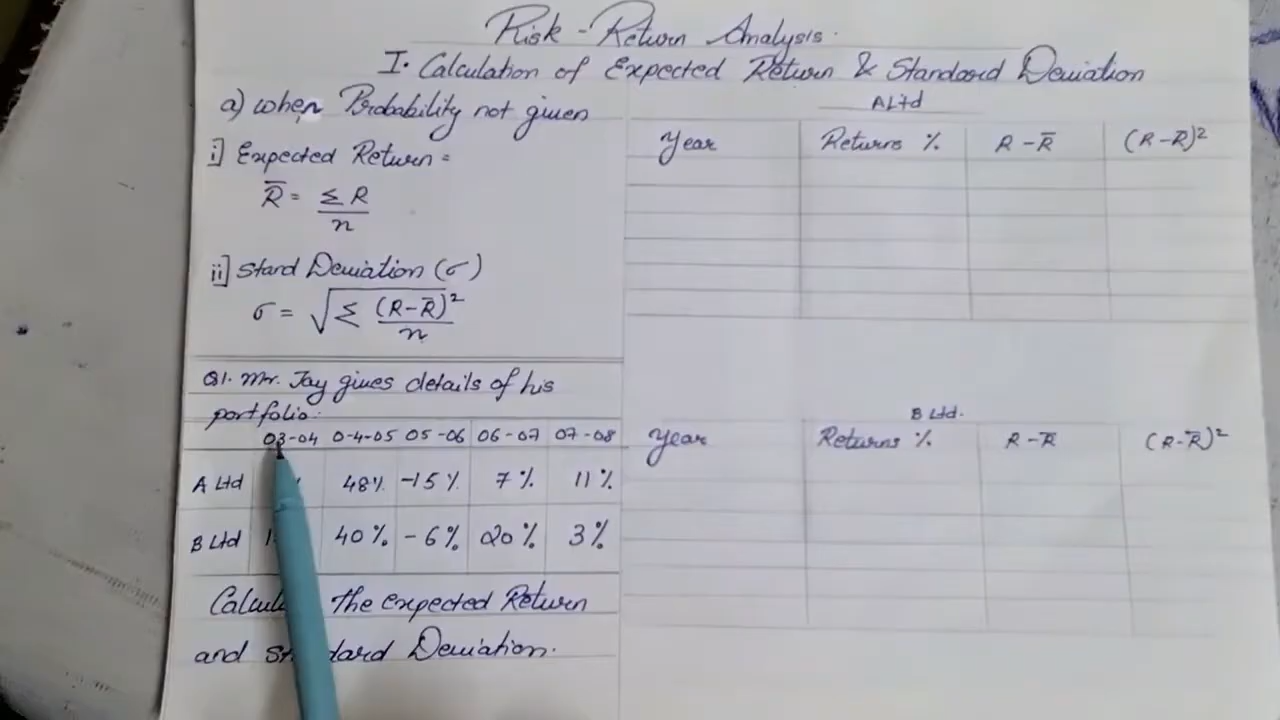 Risk - Return Analysis.
I. Calculation of Expected Return & Standard Deviation
a) when Probability not given
i] Expected Return =
R̅ = Σ R / n
ii] Stard Deviation (σ)
σ = √ Σ (R-R̅)² / n
Q1. Mr. Jay gives details of his
portfolio:
03-04 0-4-05 05-06 06-07 07-08
A Ltd 48% -15% 7% 11%
B Ltd 40% -6% 20% 3%
the expected Return
and Deviation.
A Ltd
Year Returns % R - R̅ (R-R̅)²
B Ltd.
Year Returns % R - R̅ (R-R̅)²